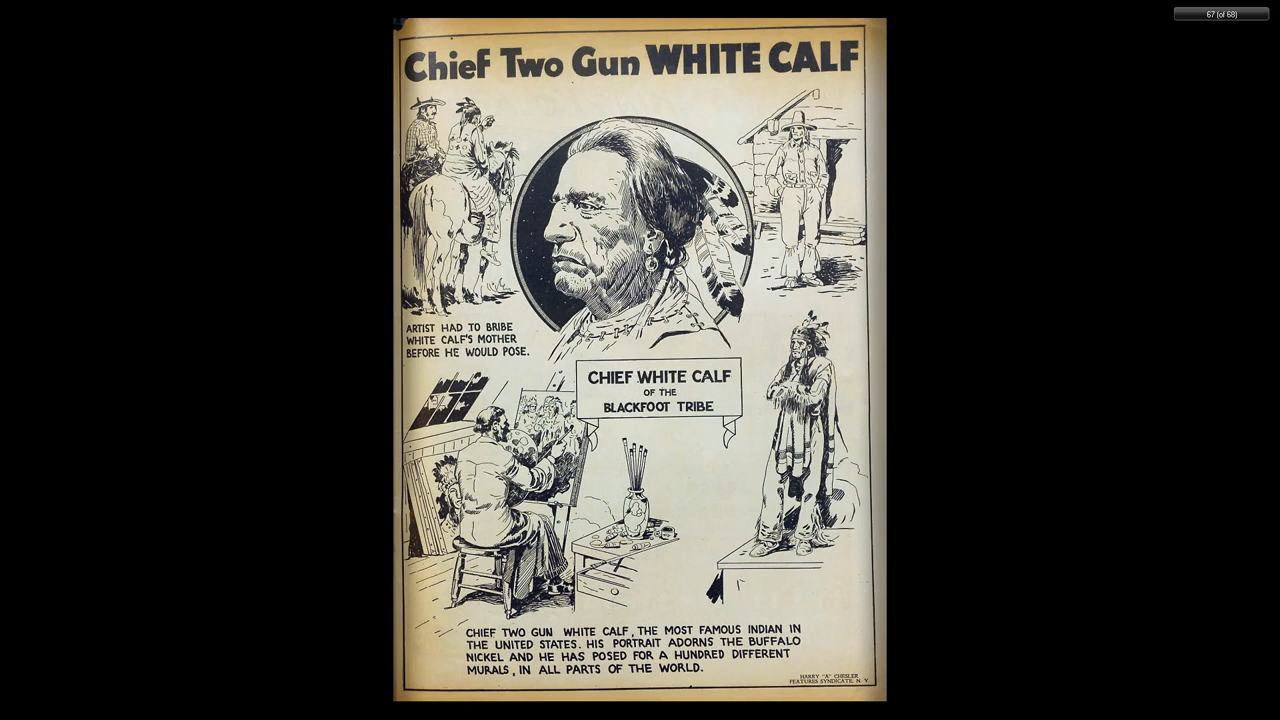 67 (of 68)
Chief Two Gun WHITE CALF
ARTIST HAD TO BRIBE
WHITE CALF'S MOTHER
BEFORE HE WOULD POSE.
CHIEF WHITE CALF
OF THE
BLACKFOOT TRIBE
CHIEF TWO GUN WHITE CALF, THE MOST FAMOUS INDIAN IN
THE UNITED STATES. HIS PORTRAIT ADORNS THE BUFFALO
NICKEL AND HE HAS POSED FOR A HUNDRED DIFFERENT
MURALS, IN ALL PARTS OF THE WORLD.
HARRY "A" CHESLER
FEATURES SYNDICATE, N. Y.